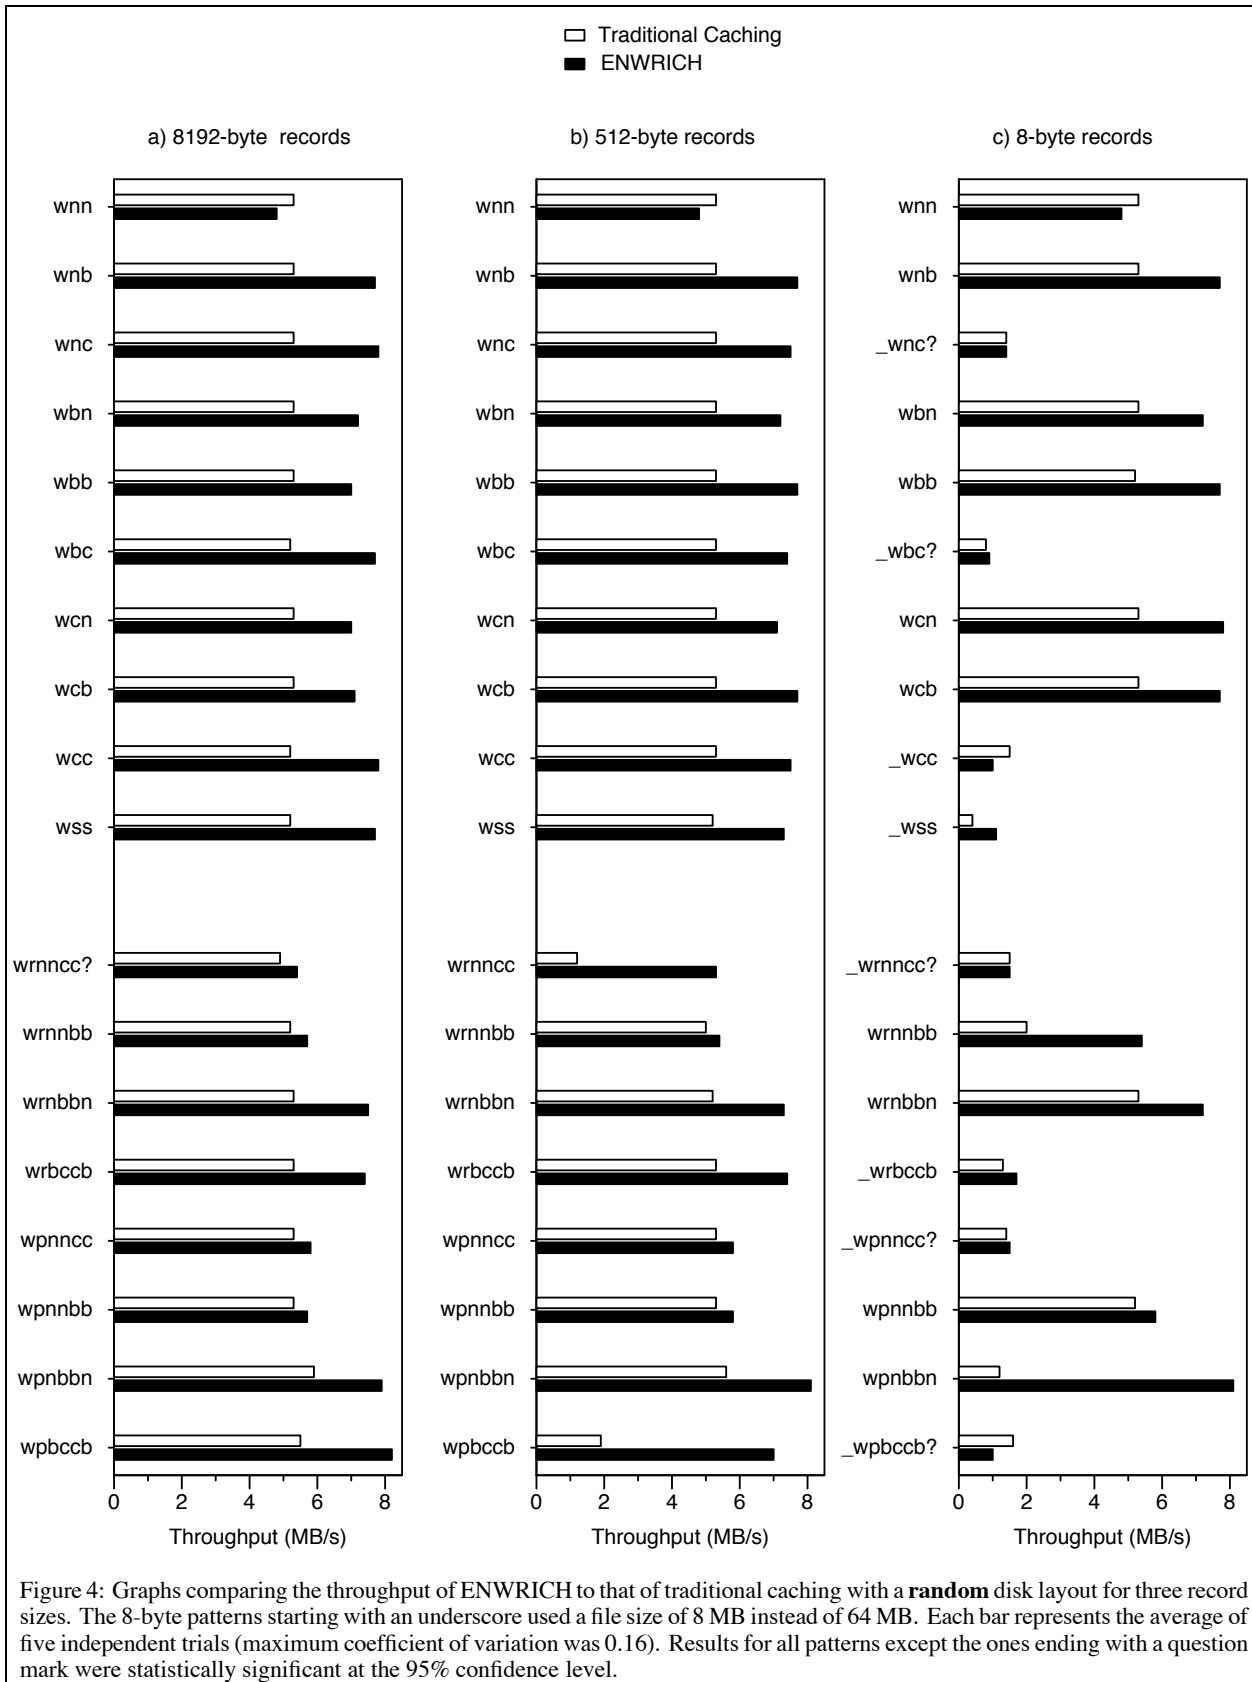 Traditional Caching
ENWRICH
a) 8192-byte records
b) 512-byte records
c) 8-byte records
wnn
wnb
wnc
wbn
wbb
wbc
wcn
wcb
wcc
wss
wrnncc?
wrnnbb
wrnbbn
wrbccb
wpnncc
wpnnbb
wpnbbn
wpbccb
0 2 4 6 8
Throughput (MB/s)
wnn
wnb
wnc
wbn
wbb
wbc
wcn
wcb
wcc
wss
wrnncc
wrnnbb
wrnbbn
wrbccb
wpnncc
wpnnbb
wpnbbn
wpbccb
0 2 4 6 8
Throughput (MB/s)
wnn
wnb
_wnc?
wbn
wbb
_wbc?
wcn
wcb
_wcc
_wss
_wrnncc?
wrnnbb
wrnbbn
_wrbccb
_wpnncc?
wpnnbb
wpnbbn
_wpbccb?
0 2 4 6 8
Throughput (MB/s)
Figure 4: Graphs comparing the throughput of ENWRICH to that of traditional caching with a random disk layout for three record
sizes. The 8-byte patterns starting with an underscore used a file size of 8 MB instead of 64 MB. Each bar represents the average of
five independent trials (maximum coefficient of variation was 0.16). Results for all patterns except the ones ending with a question
mark were statistically significant at the 95% confidence level.